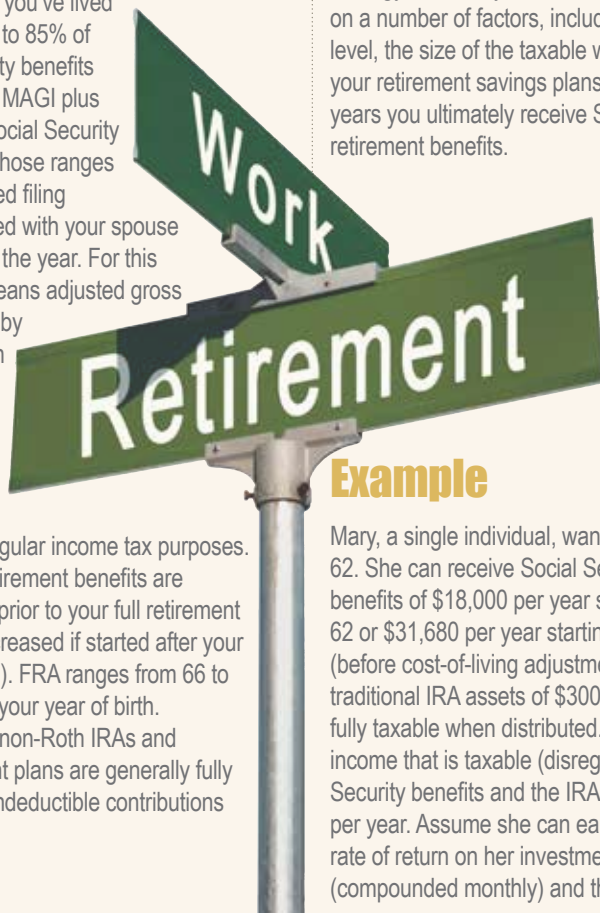 you've lived
to 85% of
ty benefits
MAGI plus
ocial Security
hose ranges
ed filing
ed with your spouse
the year. For this
eans adjusted gross
by
Work
Retirement
gular income tax purposes.
irement benefits are
prior to your full retirement
creased if started after your
). FRA ranges from 66 to
your year of birth.
non-Roth IRAs and
t plans are generally fully
ndeductible contributions
on a number of factors, includ
level, the size of the taxable w
your retirement savings plans
years you ultimately receive S
retirement benefits.
Example
Mary, a single individual, wan
62. She can receive Social Se
benefits of $18,000 per year s
62 or $31,680 per year startin
(before cost-of-living adjustme
traditional IRA assets of $300
fully taxable when distributed.
income that is taxable (disreg
Security benefits and the IRA
per year. Assume she can ea
rate of return on her investme
(compounded monthly) and th